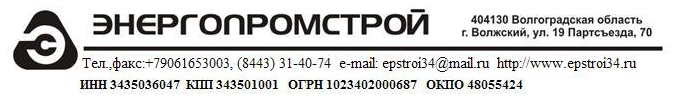 ЭНЕРГОПРОМСТРОЙ
404130 Волгоградская область
г. Волжский, ул. 19 Партсъезда, 70
Тел.,факс:+79061653003, (8443) 31-40-74 e-mail: epstroi34@mail.ru http://www.epstroi34.ru
ИНН 3435036047 КПП 343501001 ОГРН 1023402000687 ОКПО 48055424